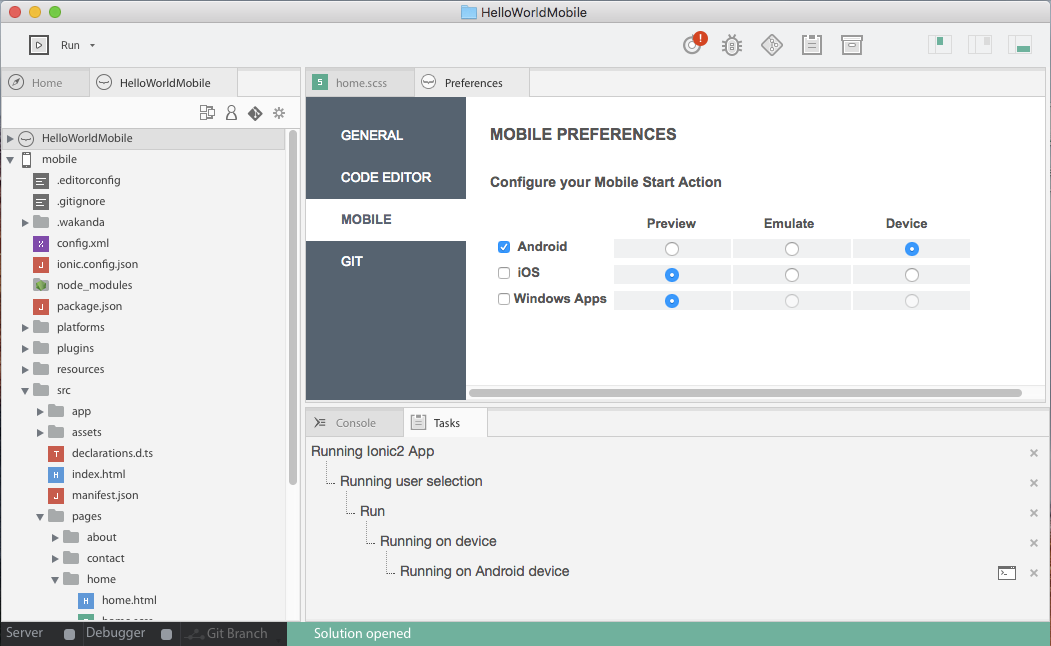 HelloWorldMobile
Run
Home
HelloWorldMobile
home.scss
Preferences
HelloWorldMobile
mobile
.editorconfig
.gitignore
.wakanda
config.xml
ionic.config.json
node_modules
package.json
platforms
plugins
resources
src
app
assets
declarations.d.ts
index.html
manifest.json
pages
about
contact
home
home.html
home.scss
GENERAL
CODE EDITOR
MOBILE
GIT
MOBILE PREFERENCES
Configure your Mobile Start Action
Preview Emulate Device
Android
iOS
Windows Apps
Console
Tasks
Running Ionic2 App
Running user selection
Run
Running on device
Running on Android device
Server
Debugger
Git Branch
Solution opened